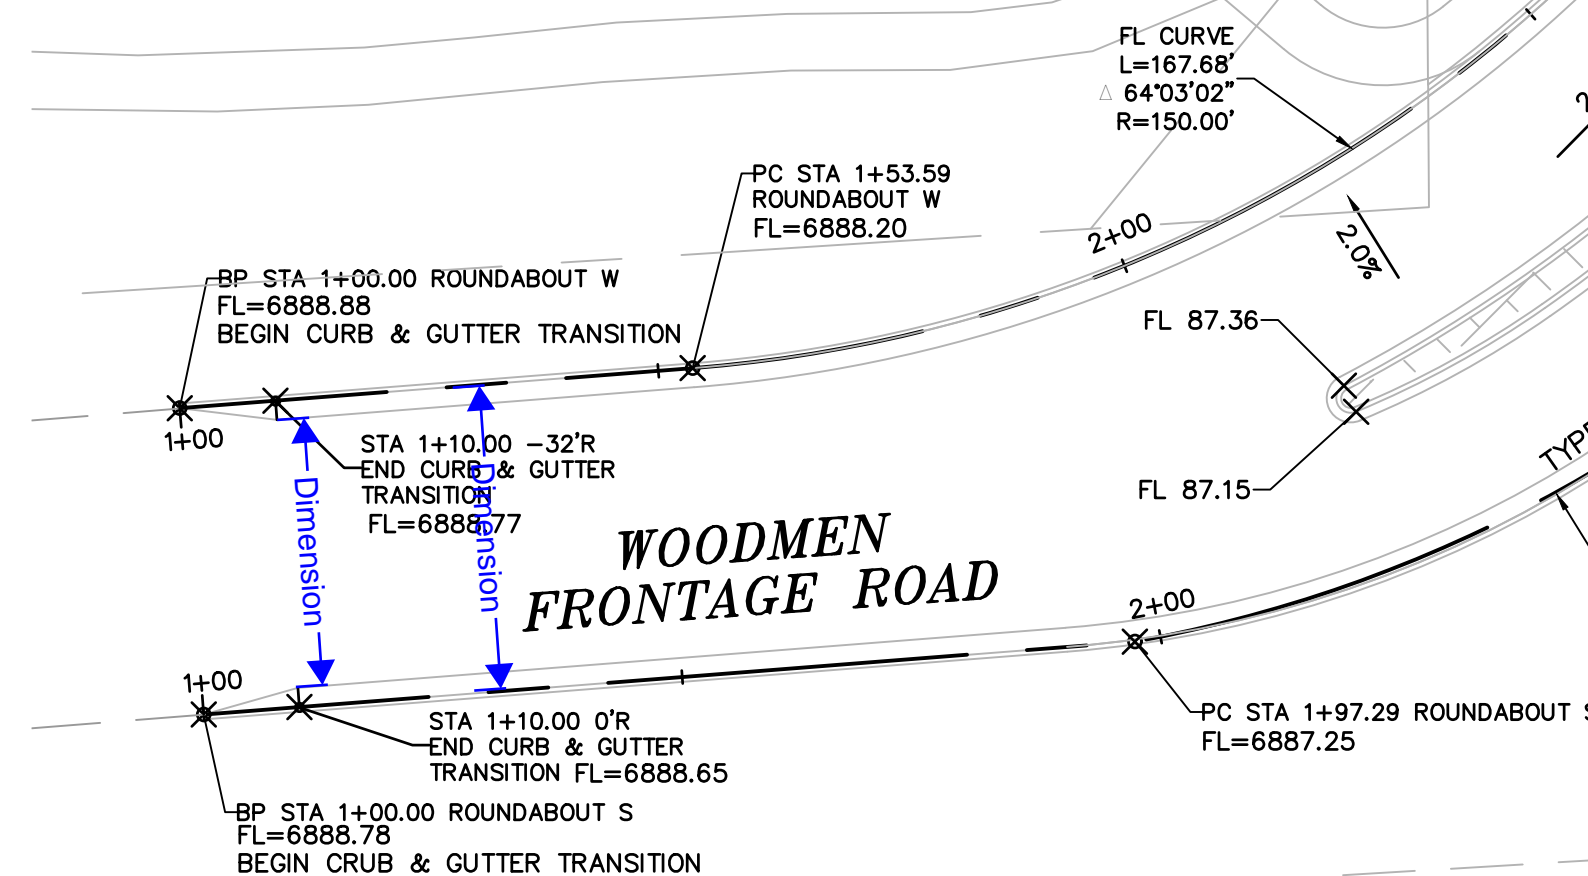 FL CURVE
L=167.68'
△ 64°03'02"
R=150.00'
PC STA 1+53.59
ROUNDABOUT W
FL=6888.20
2+00
2.0%
BP STA 1+00.00 ROUNDABOUT W
FL=6888.88
BEGIN CURB & GUTTER TRANSITION
FL 87.36
1+00
STA 1+10.00 -32'R
END CURB & GUTTER
TRANSITION
FL=6888.77
Dimension
Dimension
FL 87.15
TYPE
WOODMEN
FRONTAGE ROAD
2+00
1+00
STA 1+10.00 0'R
END CURB & GUTTER
TRANSITION FL=6888.65
PC STA 1+97.29 ROUNDABOUT
FL=6887.25
BP STA 1+00.00 ROUNDABOUT S
FL=6888.78
BEGIN CRUB & GUTTER TRANSITION